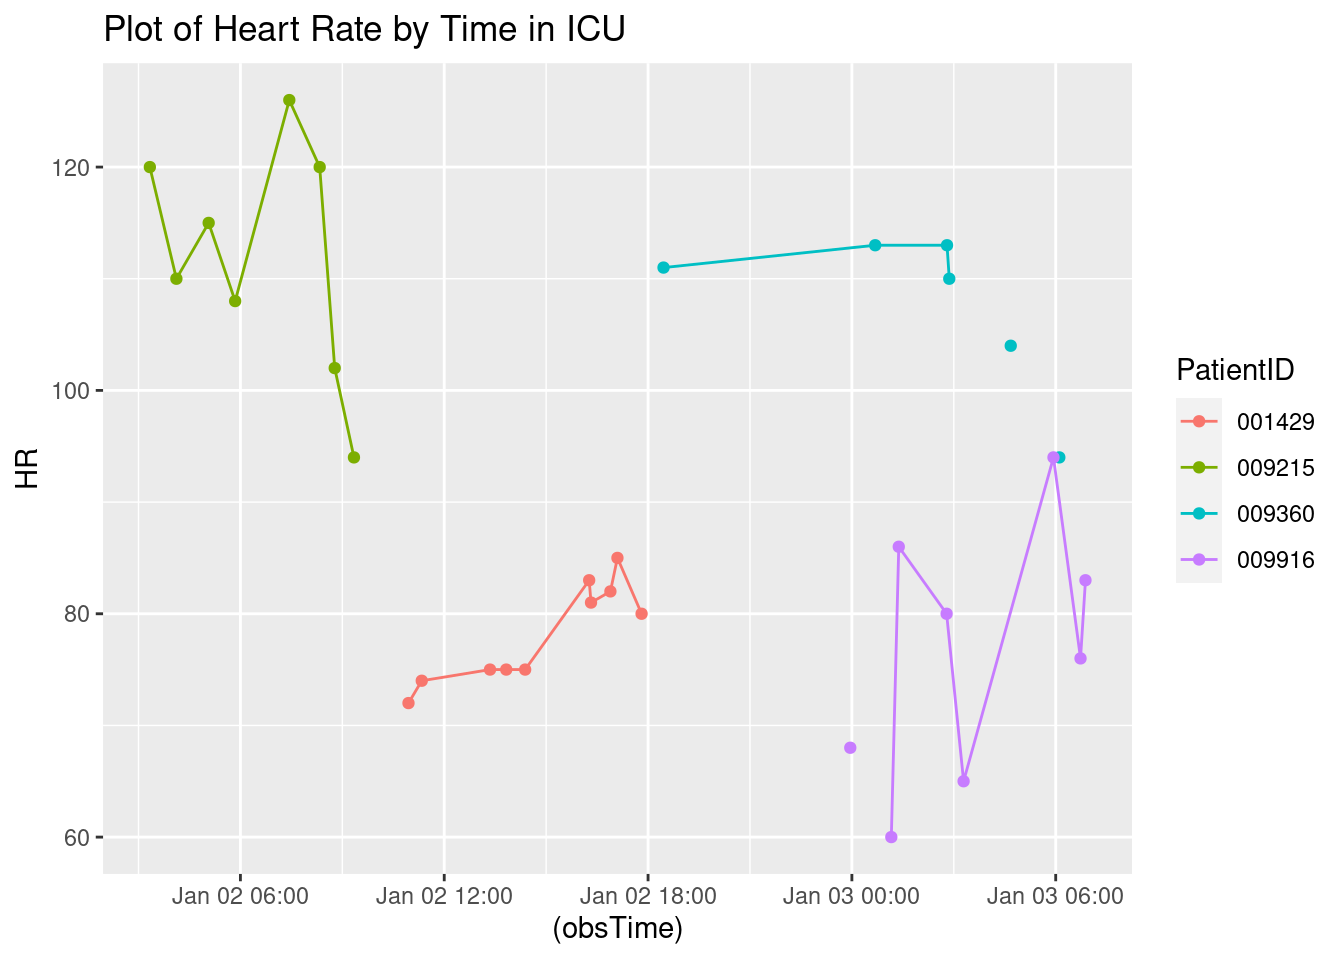 Plot of Heart Rate by Time in ICU
120
100
80
60
HR
Jan 02 06:00 Jan 02 12:00 Jan 02 18:00 Jan 03 00:00 Jan 03 06:00
(obsTime)
PatientID
001429
009215
009360
009916